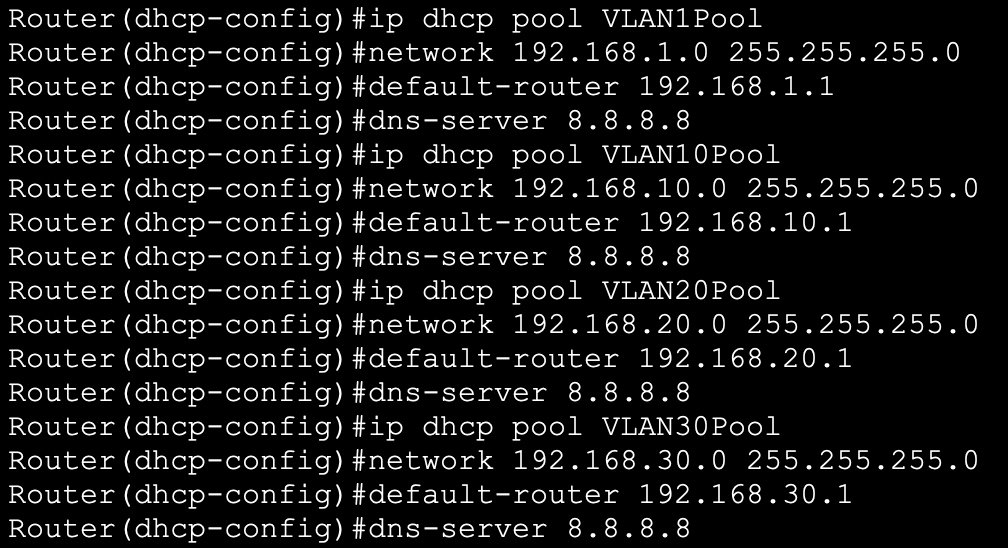 Router(dhcp-config)#ip dhcp pool VLAN1Pool
Router(dhcp-config)#network 192.168.1.0 255.255.255.0
Router(dhcp-config)#default-router 192.168.1.1
Router(dhcp-config)#dns-server 8.8.8.8
Router(dhcp-config)#ip dhcp pool VLAN10Pool
Router(dhcp-config)#network 192.168.10.0 255.255.255.0
Router(dhcp-config)#default-router 192.168.10.1
Router(dhcp-config)#dns-server 8.8.8.8
Router(dhcp-config)#ip dhcp pool VLAN20Pool
Router(dhcp-config)#network 192.168.20.0 255.255.255.0
Router(dhcp-config)#default-router 192.168.20.1
Router(dhcp-config)#dns-server 8.8.8.8
Router(dhcp-config)#ip dhcp pool VLAN30Pool
Router(dhcp-config)#network 192.168.30.0 255.255.255.0
Router(dhcp-config)#default-router 192.168.30.1
Router(dhcp-config)#dns-server 8.8.8.8